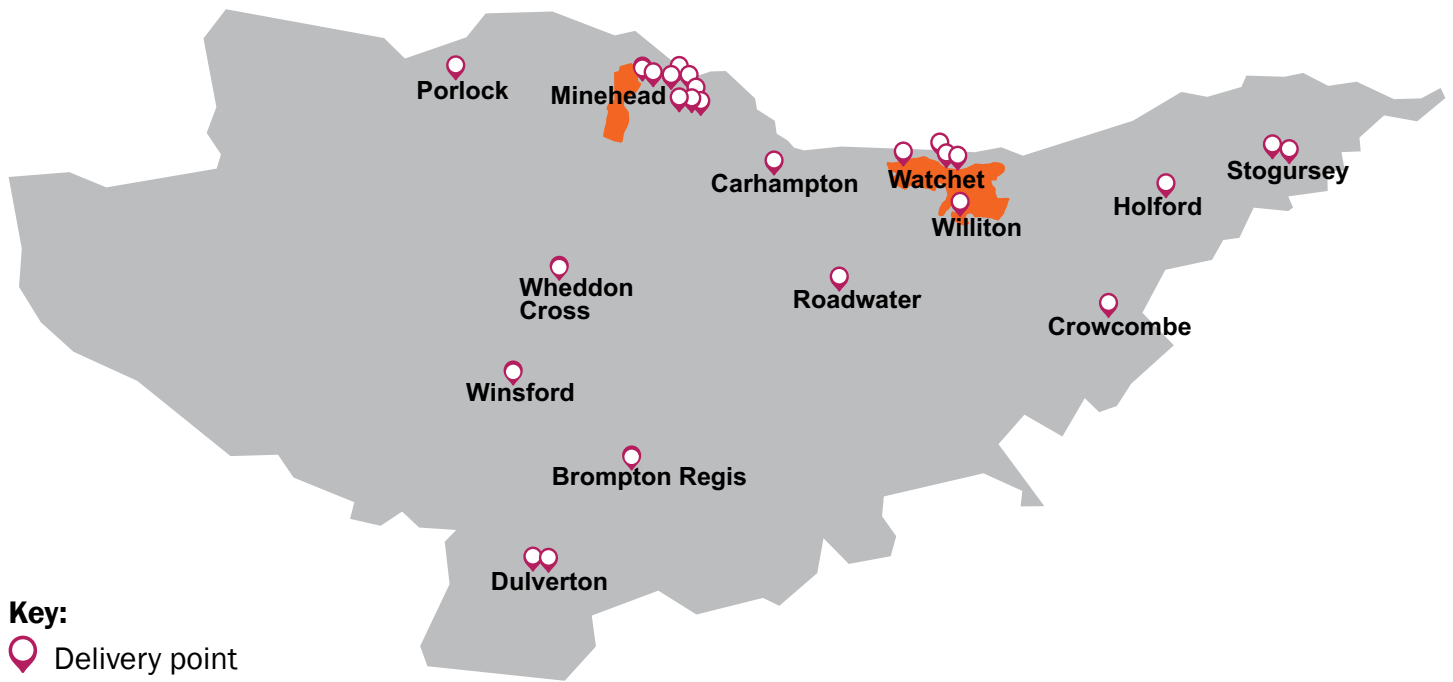 Porlock
Minehead
Carhampton
Watchet
Williton
Holford
Stogursey
Wheddon
Cross
Roadwater
Crowcombe
Winsford
Brompton Regis
Dulverton
Key:
Delivery point